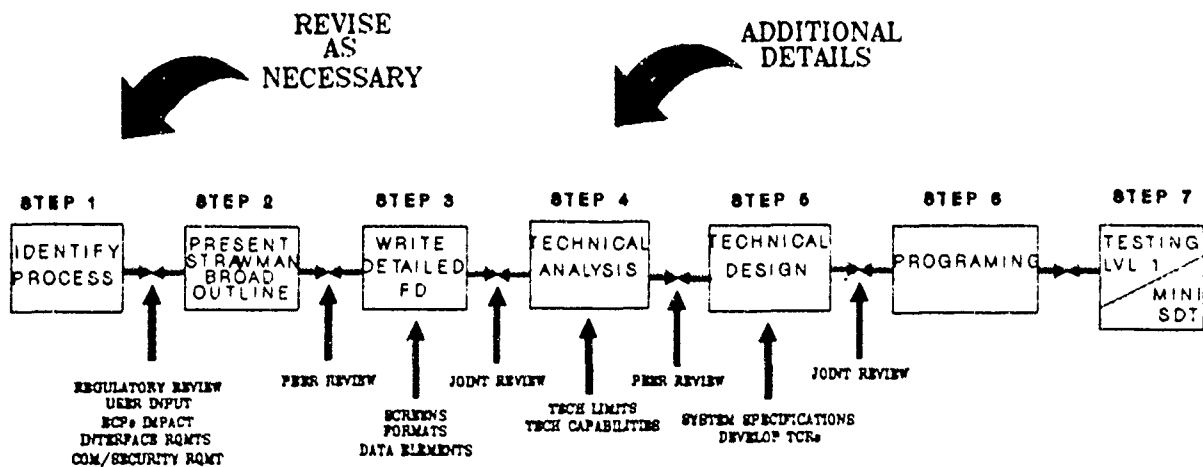 REVISE
AS
NECESSARY
ADDITIONAL
DETAILS
STEP 1
STEP 2
STEP 3
STEP 4
STEP 5
STEP 6
STEP 7
IDENTIFY
PROCESS
PRESENT
STRAWMAN
BROAD
OUTLINE
WRITE
DETAILED
FD
TECHNICAL
ANALYSIS
TECHNICAL
DESIGN
PROGRAMING
TESTING
LVL 1
MINI
SDT
REGULATORY REVIEW
USER INPUT
ECPs IMPACT
INTERFACE RQMTS
COM/SECURITY RQMT
PEER REVIEW
SCREENS
FORMATS
DATA ELEMENTS
JOINT REVIEW
TECH LIMITS
TECH CAPABILITIES
PEER REVIEW
SYSTEM SPECIFICATIONS
DEVELOP TCRs
JOINT REVIEW